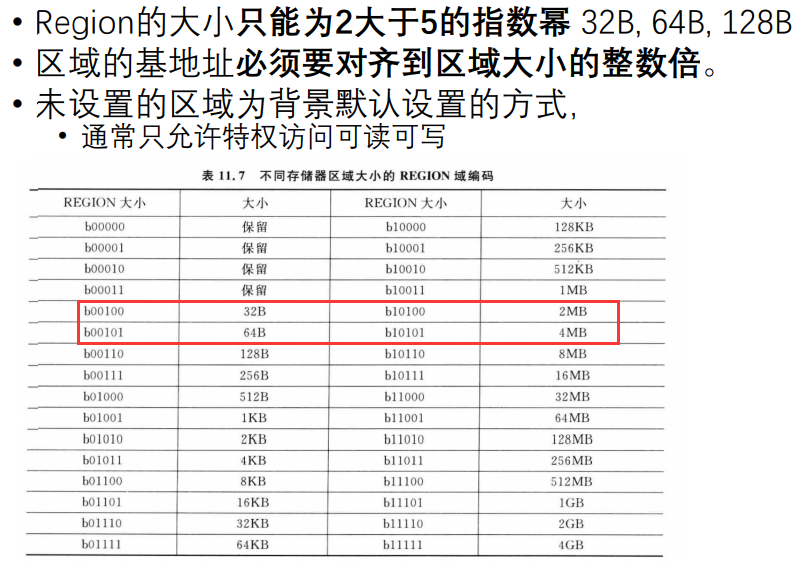 • Region的大小只能为2大于5的指数幂 32B, 64B, 128B
• 区域的基地址必须要对齐到区域大小的整数倍。
• 未设置的区域为背景默认设置的方式,
• 通常只允许特权访问可读可写
表 11.7 不同存储器区域大小的 REGION 域编码
REGION 大小 大小 REGION 大小 大小
b00000 保留 b10000 128KB
b00001 保留 b10001 256KB
b00010 保留 b10010 512KB
b00011 保留 b10011 1MB
b00100 32B b10100 2MB
b00101 64B b10101 4MB
b00110 128B b10110 8MB
b00111 256B b10111 16MB
b01000 512B b11000 32MB
b01001 1KB b11001 64MB
b01010 2KB b11010 128MB
b01011 4KB b11011 256MB
b01100 8KB b11100 512MB
b01101 16KB b11101 1GB
b01110 32KB b11110 2GB
b01111 64KB b11111 4GB